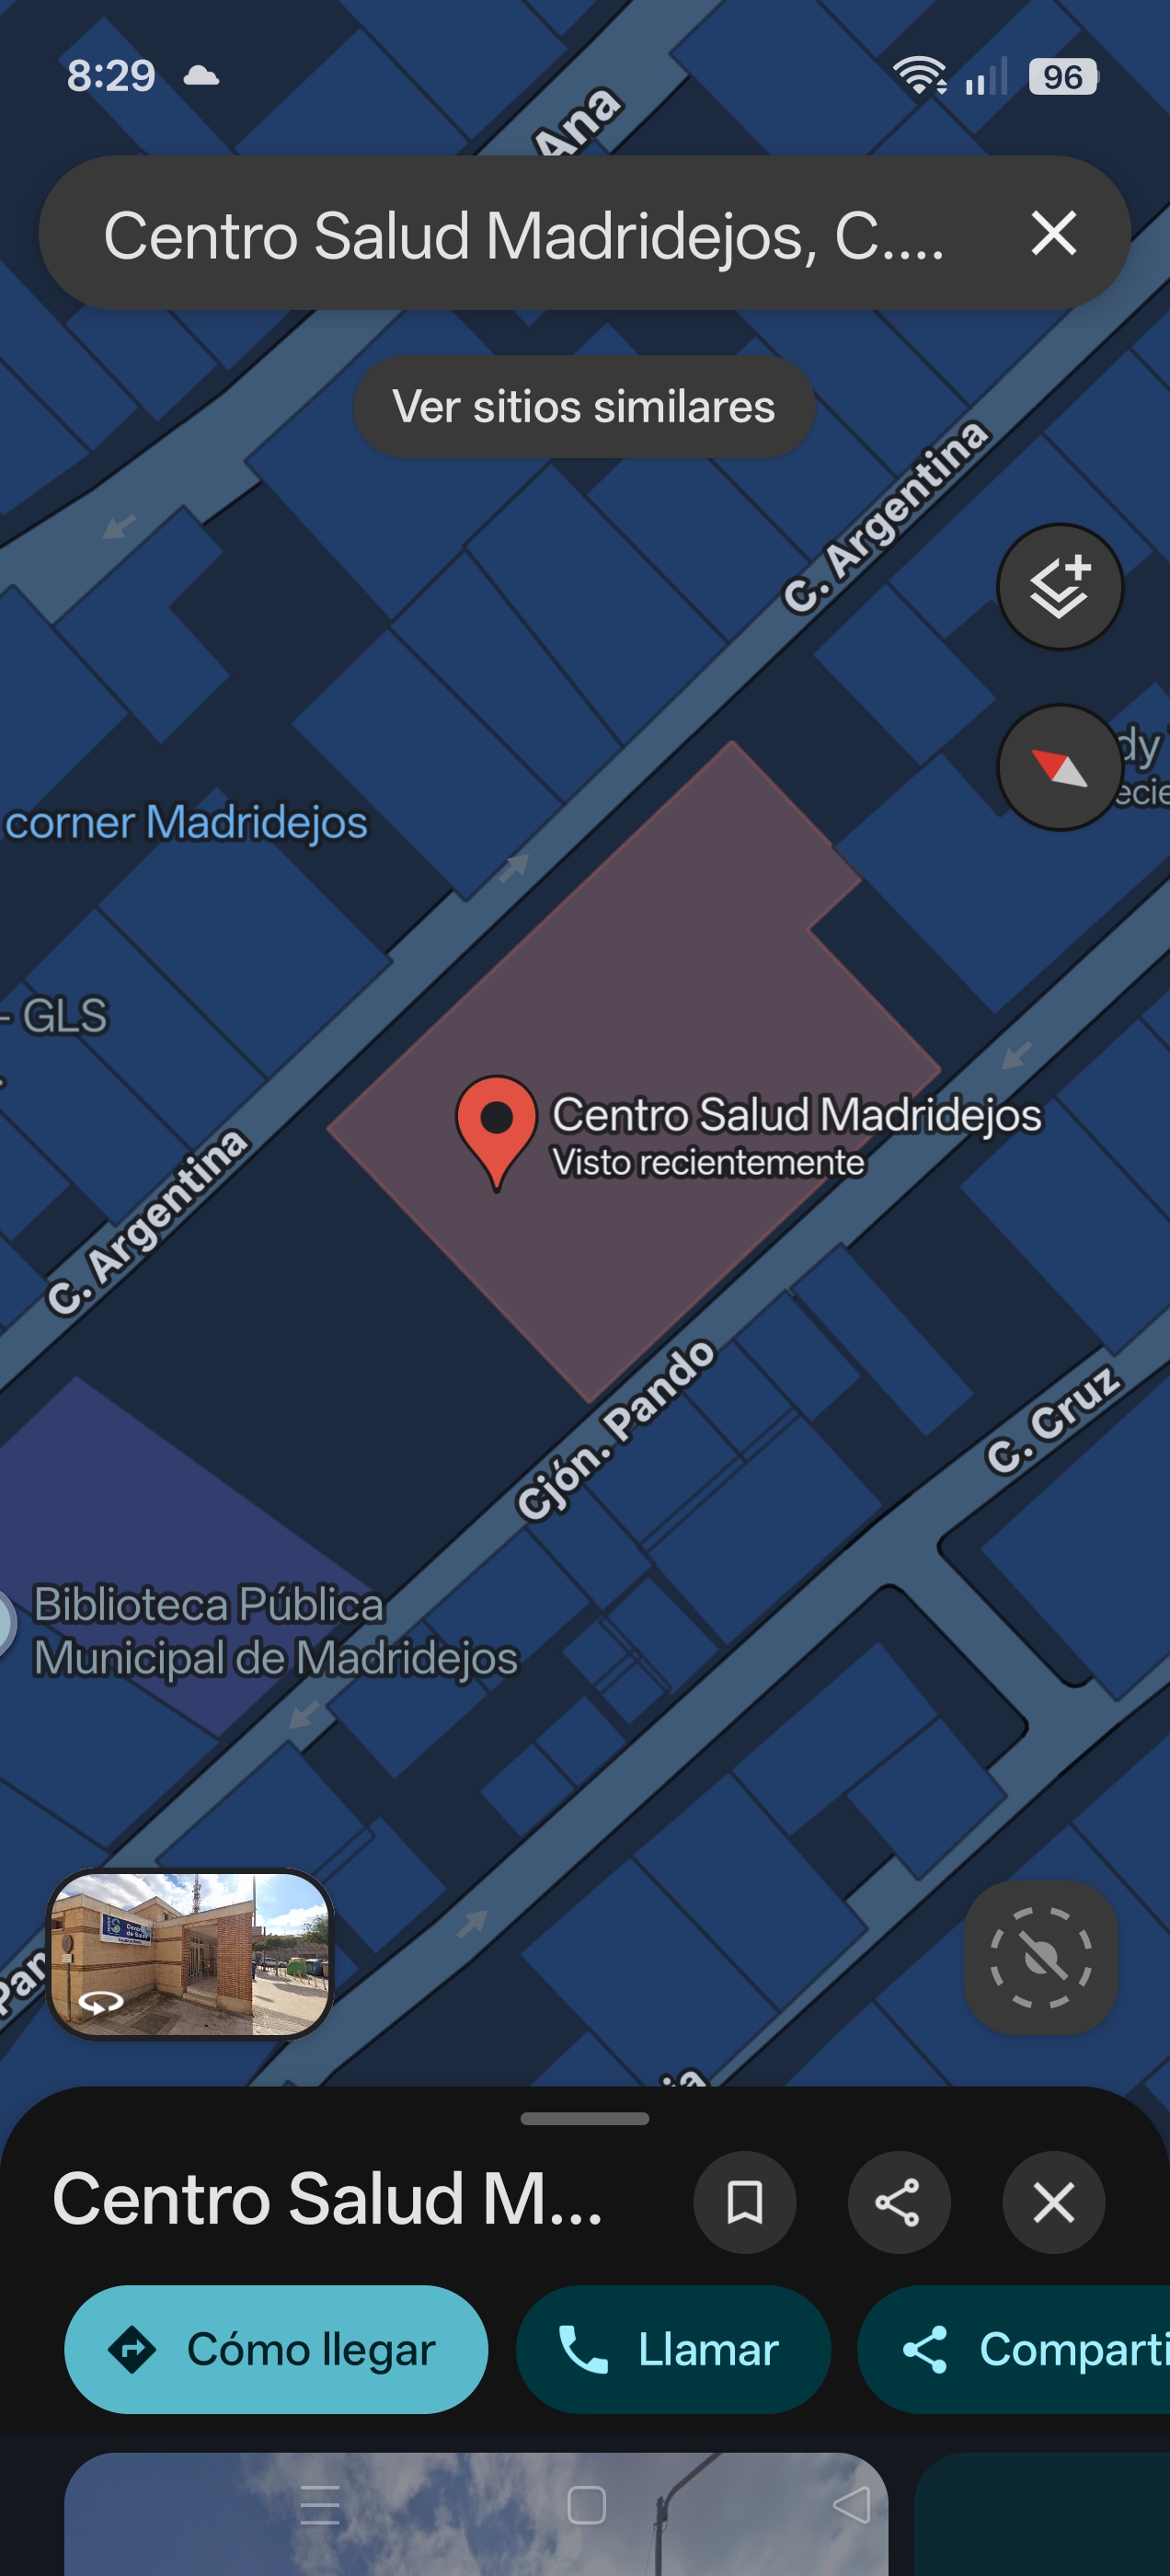 8:29
96
Ana
Centro Salud Madridejos, C....
Ver sitios similares
C. Argentina
corner Madridejos
- GLS
Centro Salud Madridejos
Visto recientemente
C. Argentina
Cjón. Pando
C. Cruz
Biblioteca Pública
Municipal de Madridejos
Centro Salud M...
Cómo llegar
Llamar
Comparti